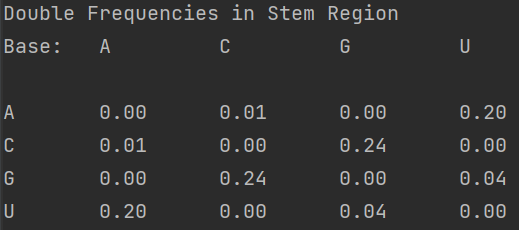 Double Frequencies in Stem Region
Base: A C G U
A 0.00 0.01 0.00 0.20
C 0.01 0.00 0.24 0.00
G 0.00 0.24 0.00 0.04
U 0.20 0.00 0.04 0.00